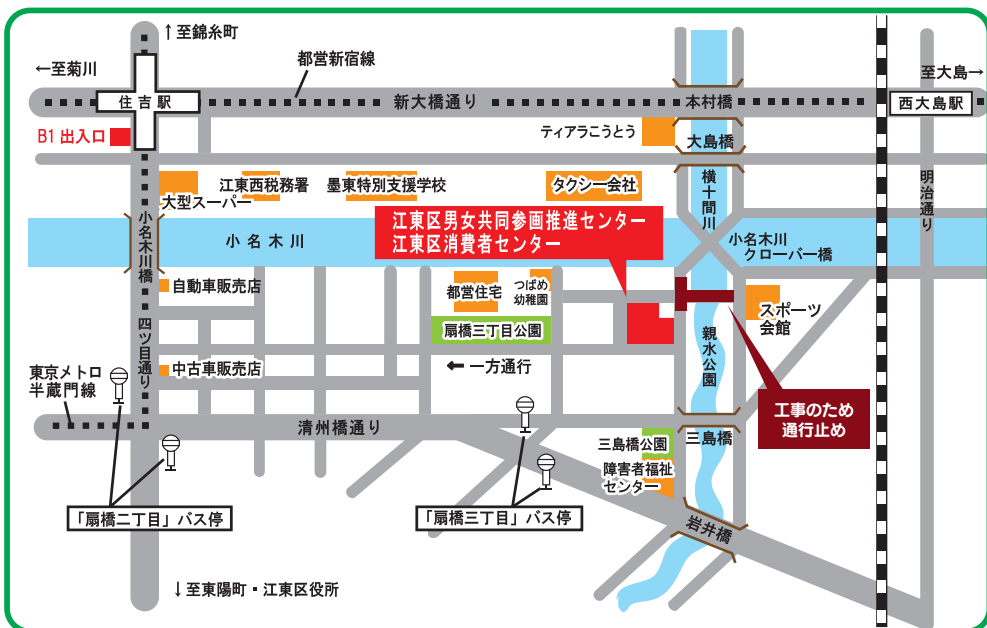 ↑至錦糸町
都営新宿線
←至菊川
至大島→
住吉駅
新大橋通り
本村橋
西大島駅
B1 出入口
ティアラこうとう
大島橋
江東西税務署
墨東特別支援学校
タクシー会社
大型スーパー
横十間川
明治通り
小名木川橋
小名木川
江東区男女共同参画推進センター
江東区消費者センター
小名木川
クローバー橋
自動車販売店
都営住宅
つばめ
幼稚園
スポーツ
会館
扇橋三丁目公園
四ツ目通り
親水公園
←一方通行
中古車販売店
東京メトロ
半蔵門線
工事のため
通行止め
清州橋通り
三島橋公園
三島橋
障害者福祉
センター
「扇橋二丁目」バス停
「扇橋三丁目」バス停
岩井橋
↓至東陽町・江東区役所